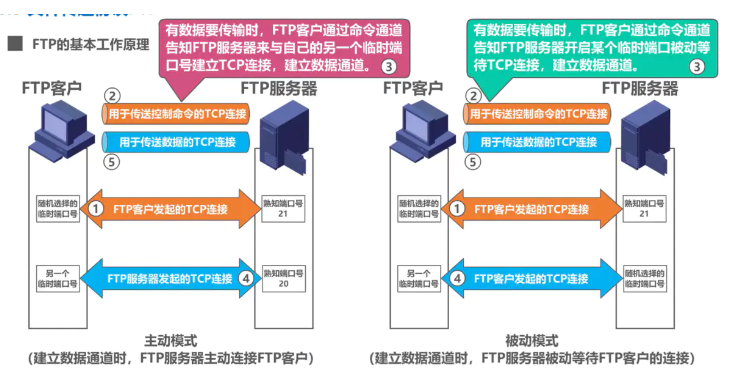 FTP的基本工作原理
有数据要传输时，FTP客户通过命令通道
告知FTP服务器来与自己的另一个临时端
口号建立TCP连接，建立数据通道。 ③
FTP客户
FTP服务器
②
用于传送控制命令的TCP连接
用于传送数据的TCP连接
⑤
随机选择的
临时端口号
① FTP客户发起的TCP连接
熟知端口号
21
另一个
临时端口号
FTP服务器发起的TCP连接 ④
熟知端口号
20
主动模式
(建立数据通道时，FTP服务器主动连接FTP客户)
有数据要传输时，FTP客户通过命令通道
告知FTP服务器开启某个临时端口被动等
待TCP连接，建立数据通道。 ③
FTP客户
FTP服务器
②
用于传送控制命令的TCP连接
用于传送数据的TCP连接
⑤
随机选择的
临时端口号
① FTP客户发起的TCP连接
熟知端口号
21
另一个
临时端口号
④ FTP客户发起的TCP连接
随机选择的
临时端口号
被动模式
(建立数据通道时，FTP服务器被动等待FTP客户的连接)